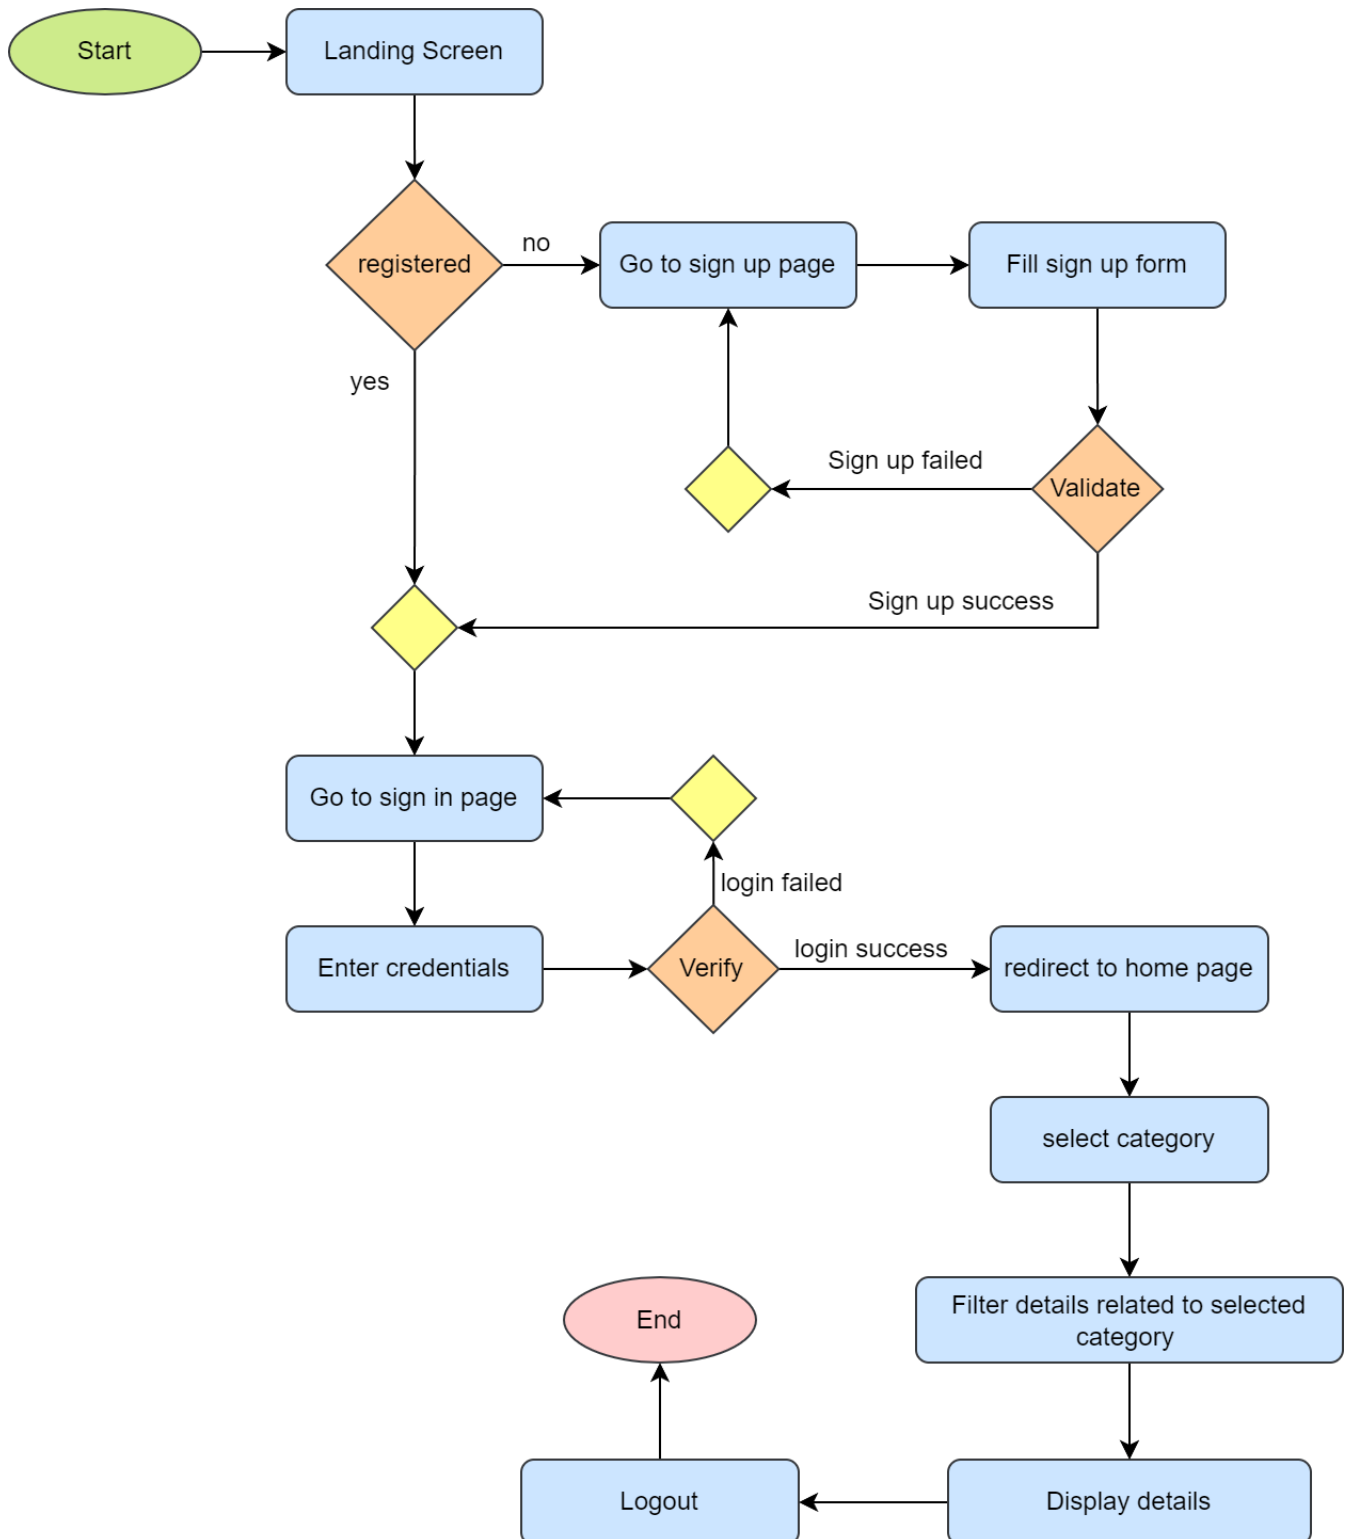 Start
Landing Screen
registered
no
Go to sign up page
Fill sign up form
yes
Sign up failed
Validate
Sign up success
Go to sign in page
login failed
Enter credentials
Verify
login success
redirect to home page
select category
Filter details related to selected
category
End
Logout
Display details